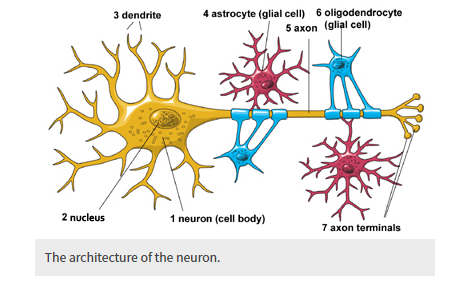 3 dendrite
4 astrocyte (glial cell)
6 oligodendrocyte
(glial cell)
5 axon
2 nucleus
1 neuron (cell body)
7 axon terminals
The architecture of the neuron.